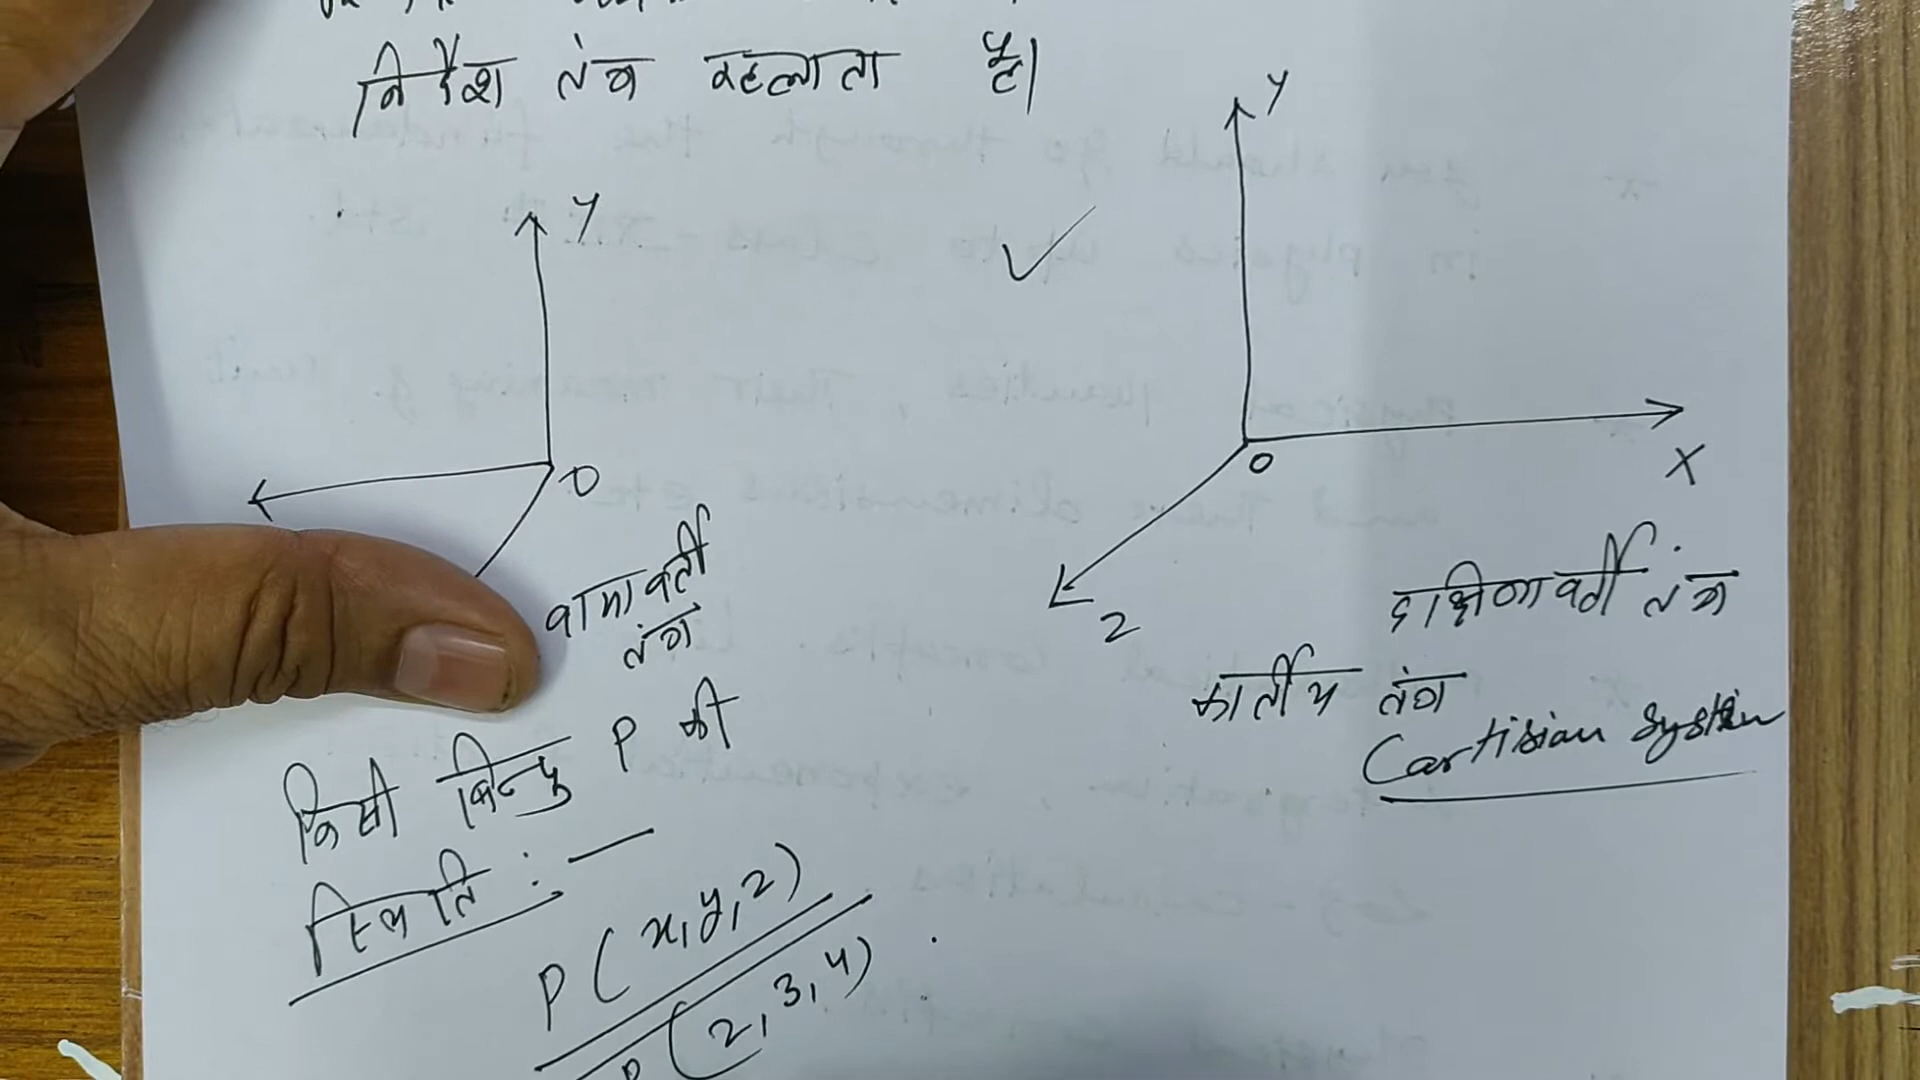 निर्देश तंत्र कहलाता है।
Y
Y
O
X
O
Z
वामावर्ती
तंत्र
दक्षिणावर्ती तंत्र
कार्तीय तंत्र
Cartisian system
किसी बिन्दु P की
स्थिति :—
P(x,y,z)
P(2,3,4)